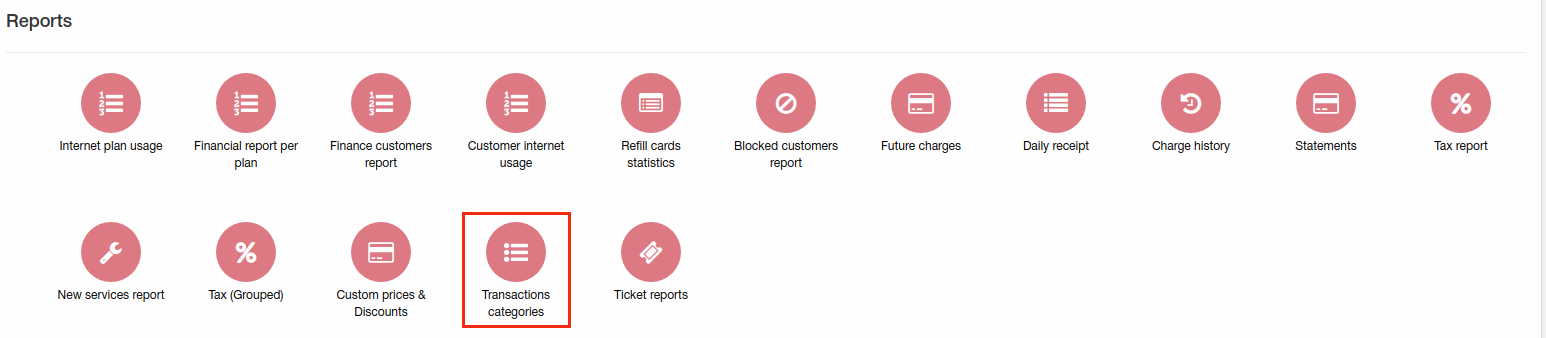 Reports
Internet plan usage
Financial report per
plan
Finance customers
report
Customer internet
usage
Refill cards
statistics
Blocked customers
report
Future charges
Daily receipt
Charge history
Statements
Tax report
New services report
Tax (Grouped)
Custom prices &
Discounts
Transactions
categories
Ticket reports